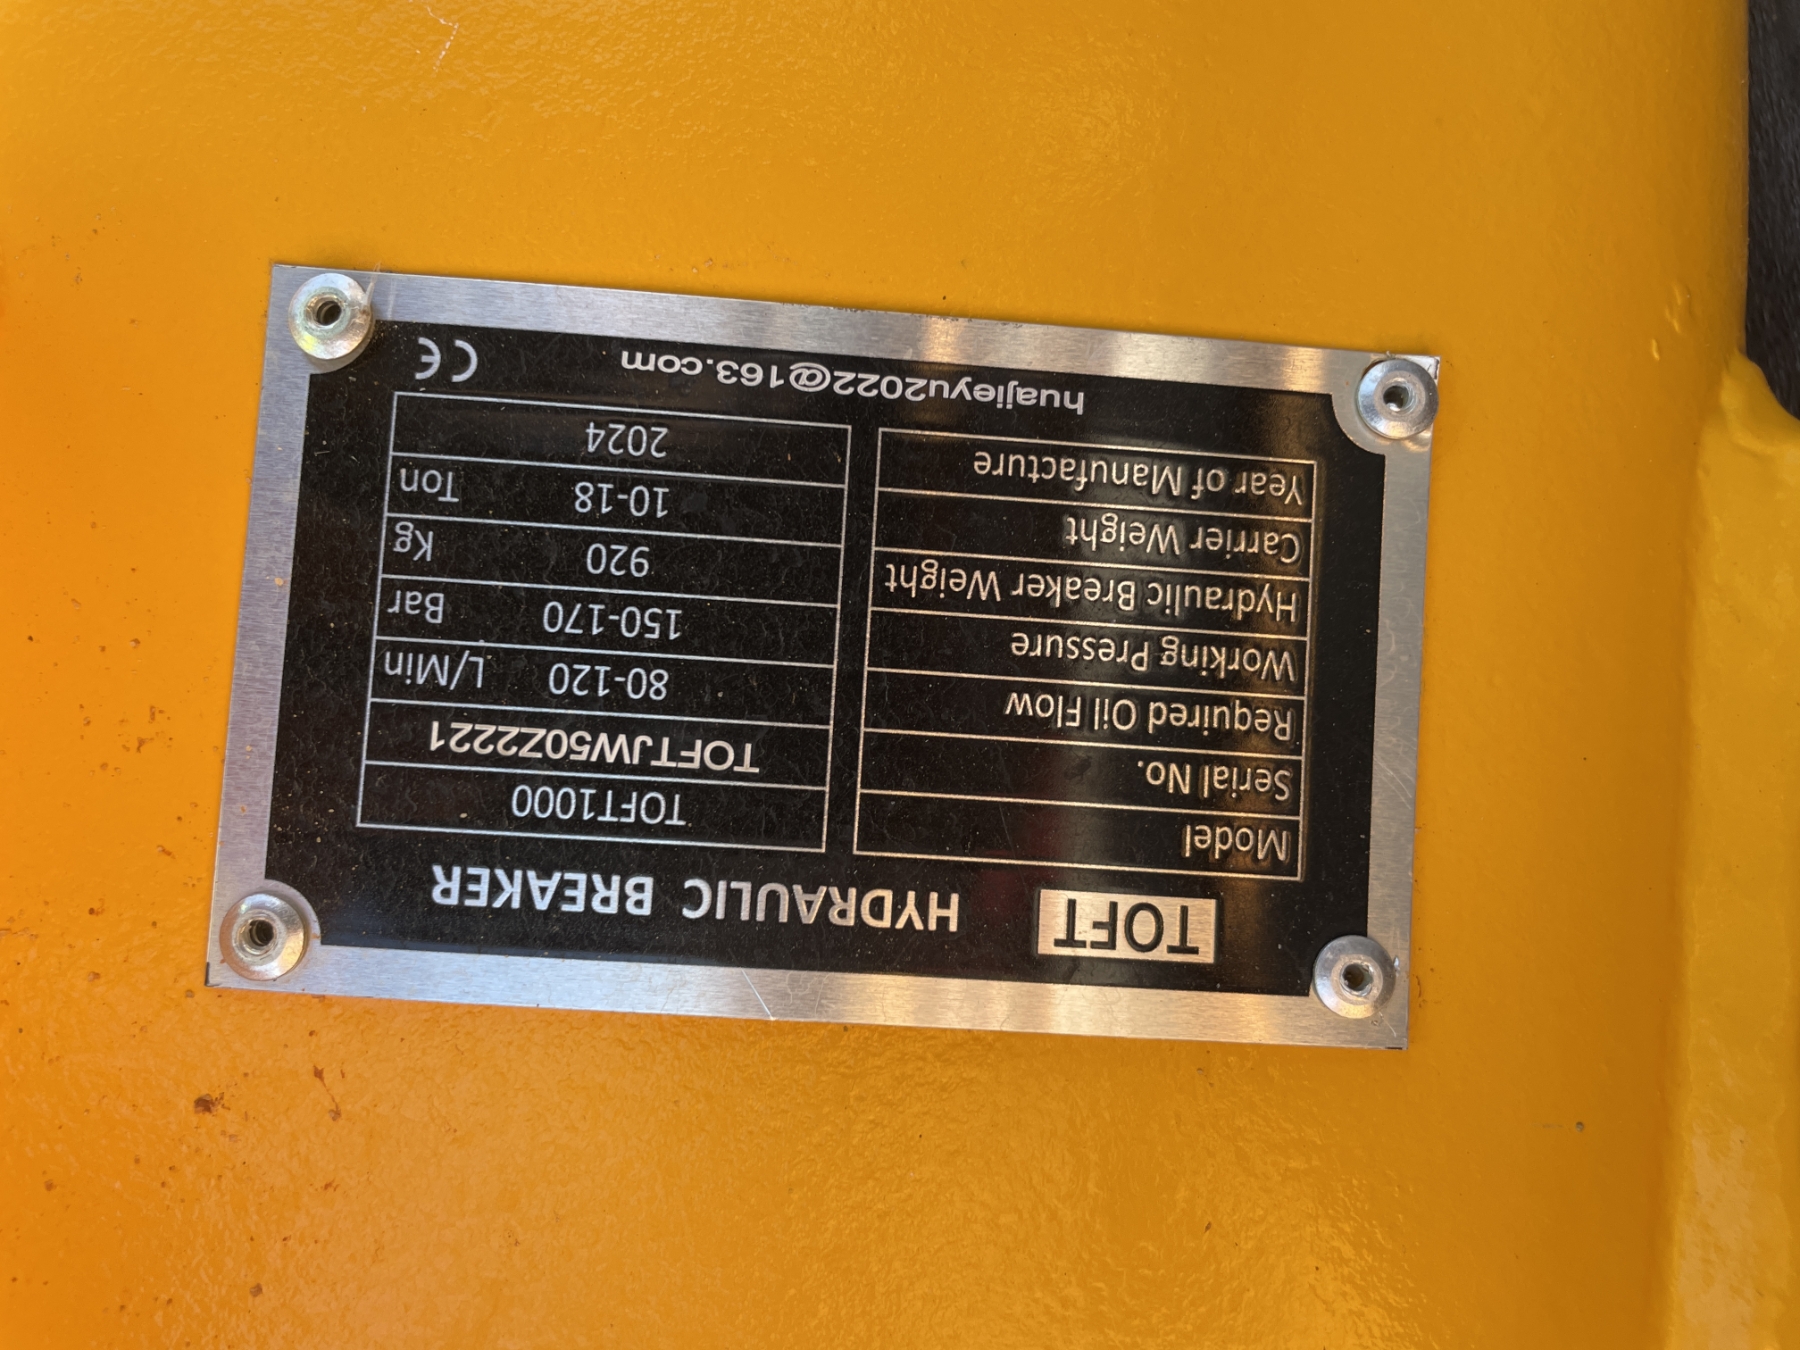 TOFT HYDRAULIC BREAKER
Model TOFT1000
Serial No. TOFTJW50Z2221
Required Oil Flow 80-120 L/Min
Working Pressure 150-170 Bar
Hydraulic Breaker Weight 920 Kg
Carrier Weight 10-18 Ton
Year of Manufacture 2024
huajieyu2022@163.com CE